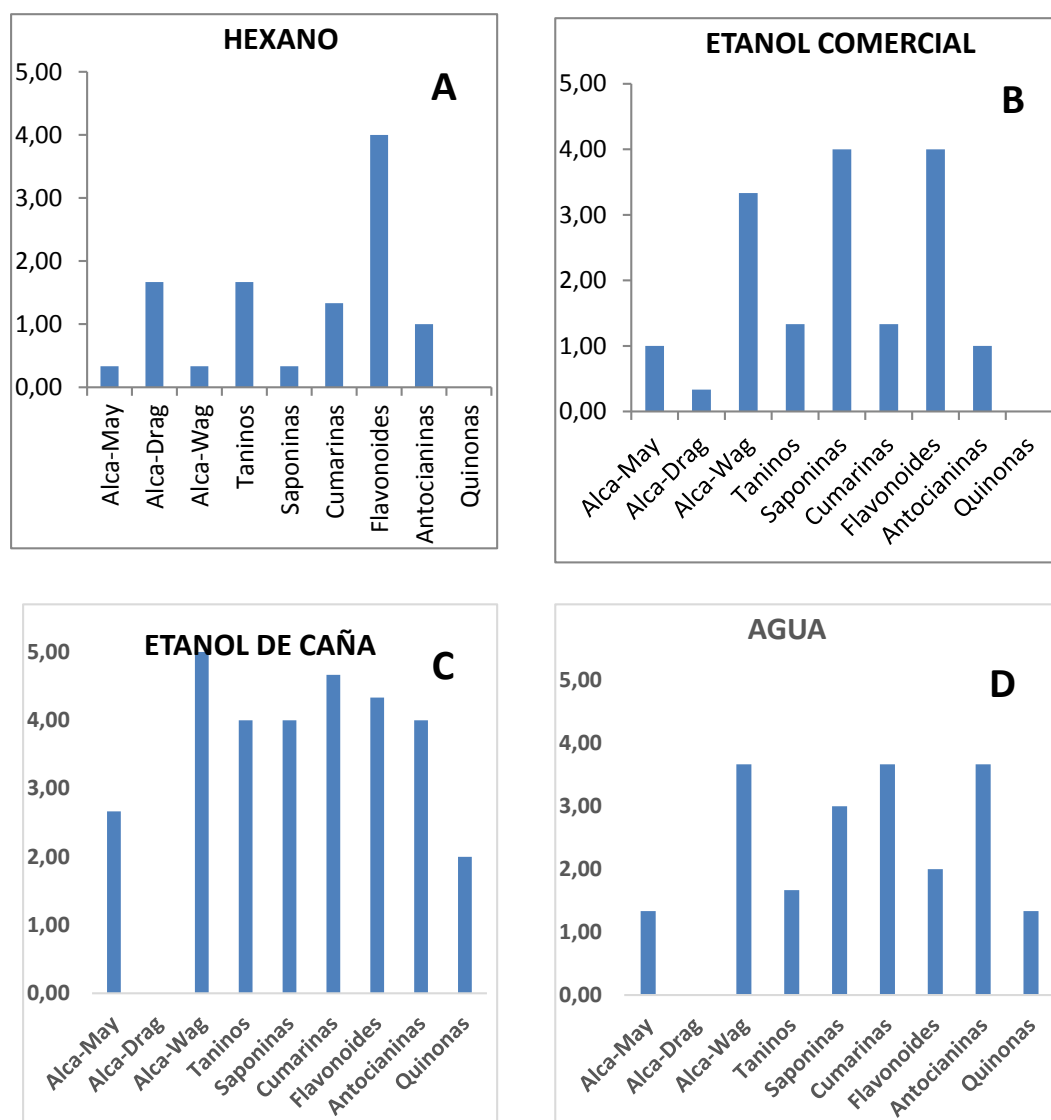 HEXANO
A
5,00
4,00
3,00
2,00
1,00
0,00
Alca-May
Alca-Drag
Alca-Wag
Taninos
Saponinas
Cumarinas
Flavonoides
Antocianinas
Quinonas
ETANOL COMERCIAL
B
5,00
4,00
3,00
2,00
1,00
0,00
Alca-May
Alca-Drag
Alca-Wag
Taninos
Saponinas
Cumarinas
Flavonoides
Antocianinas
Quinonas
ETANOL DE CAÑA
C
5,00
4,00
3,00
2,00
1,00
0,00
Alca-May
Alca-Drag
Alca-Wag
Taninos
Saponinas
Cumarinas
Flavonoides
Antocianinas
Quinonas
AGUA
D
5,00
4,00
3,00
2,00
1,00
0,00
Alca-May
Alca-Drag
Alca-Wag
Taninos
Saponinas
Cumarinas
Flavonoides
Antocianinas
Quinonas